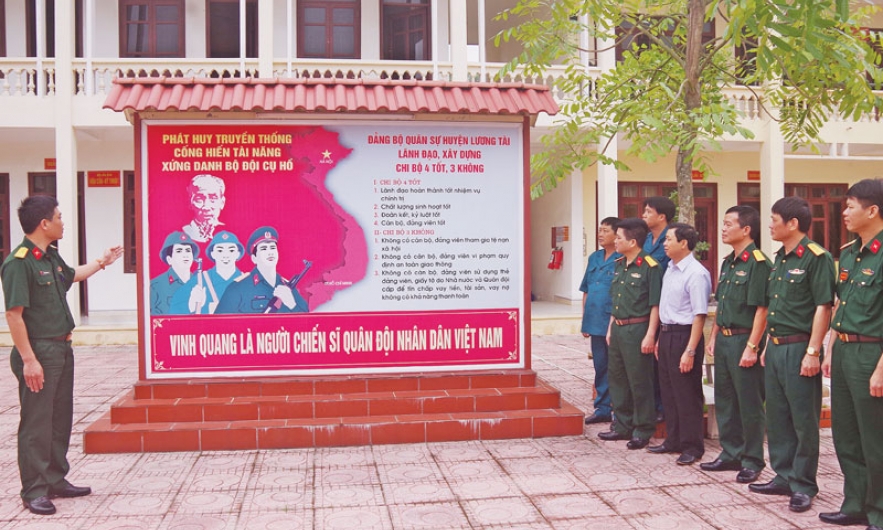 PHÁT HUY TRUYỀN THỐNG
CỐNG HIẾN TÀI NĂNG
XỨNG DANH BỘ ĐỘI CỤ HỒ
HÀ NỘI
ĐẢNG BỘ QUÂN SỰ HUYỆN LƯƠNG TÀI
LÃNH ĐẠO, XÂY DỰNG
CHI BỘ 4 TỐT, 3 KHÔNG
I: CHI BỘ 4 TỐT
1. Lãnh đạo hoàn thành tốt nhiệm vụ
chính trị
2. Chất lượng sinh hoạt tốt
3. Đoàn kết, kỷ luật tốt
4. Cán bộ, đảng viên tốt
II: CHI BỘ 3 KHÔNG
1. Không có cán bộ, đảng viên tham gia tệ nạn
xã hội
2. Không có cán bộ, đảng viên vi phạm quy
định an toàn giao thông
3. Không có cán bộ, đảng viên sử dụng thẻ
đảng viên, giấy tờ do Nhà nước và Quân đội
cấp để tín chấp vay tiền, tài sản, vay nợ
không có khả năng thanh toán
VINH QUANG LÀ NGƯỜI CHIẾN SĨ QUÂN ĐỘI NHÂN DÂN VIỆT NAM